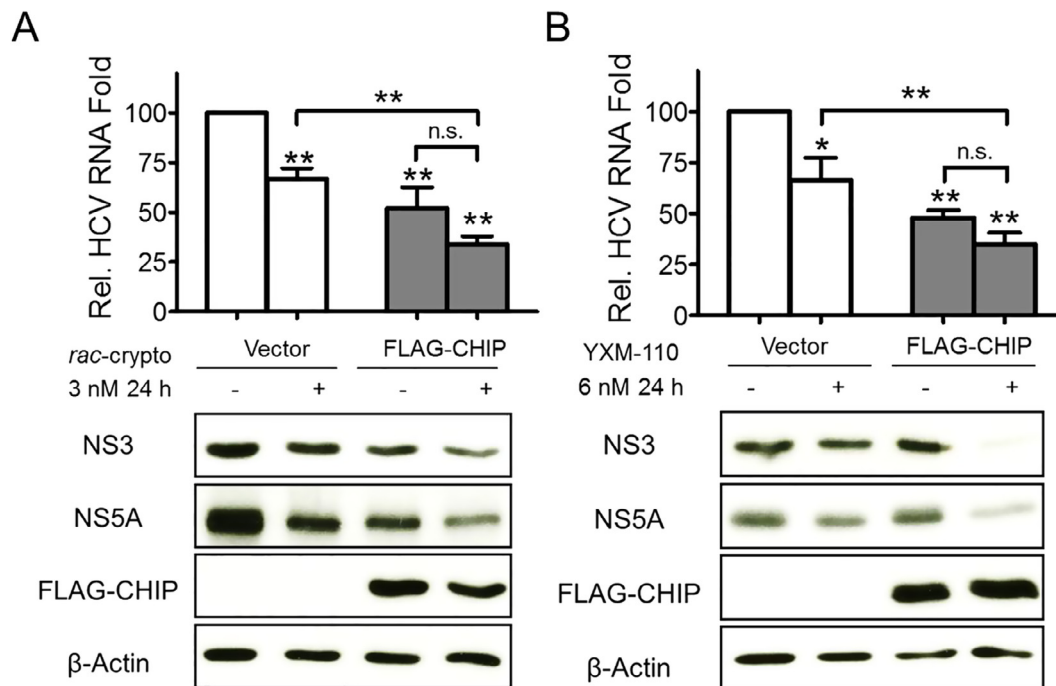 A
Rel. HCV RNA Fold
100
75
50
25
0
**
**
n.s.
**
**
rac-crypto
3 nM 24 h
Vector
FLAG-CHIP
- + - +
NS3
NS5A
FLAG-CHIP
β-Actin
B
Rel. HCV RNA Fold
100
75
50
25
0
**
*
n.s.
**
**
YXM-110
6 nM 24 h
Vector
FLAG-CHIP
- + - +
NS3
NS5A
FLAG-CHIP
β-Actin